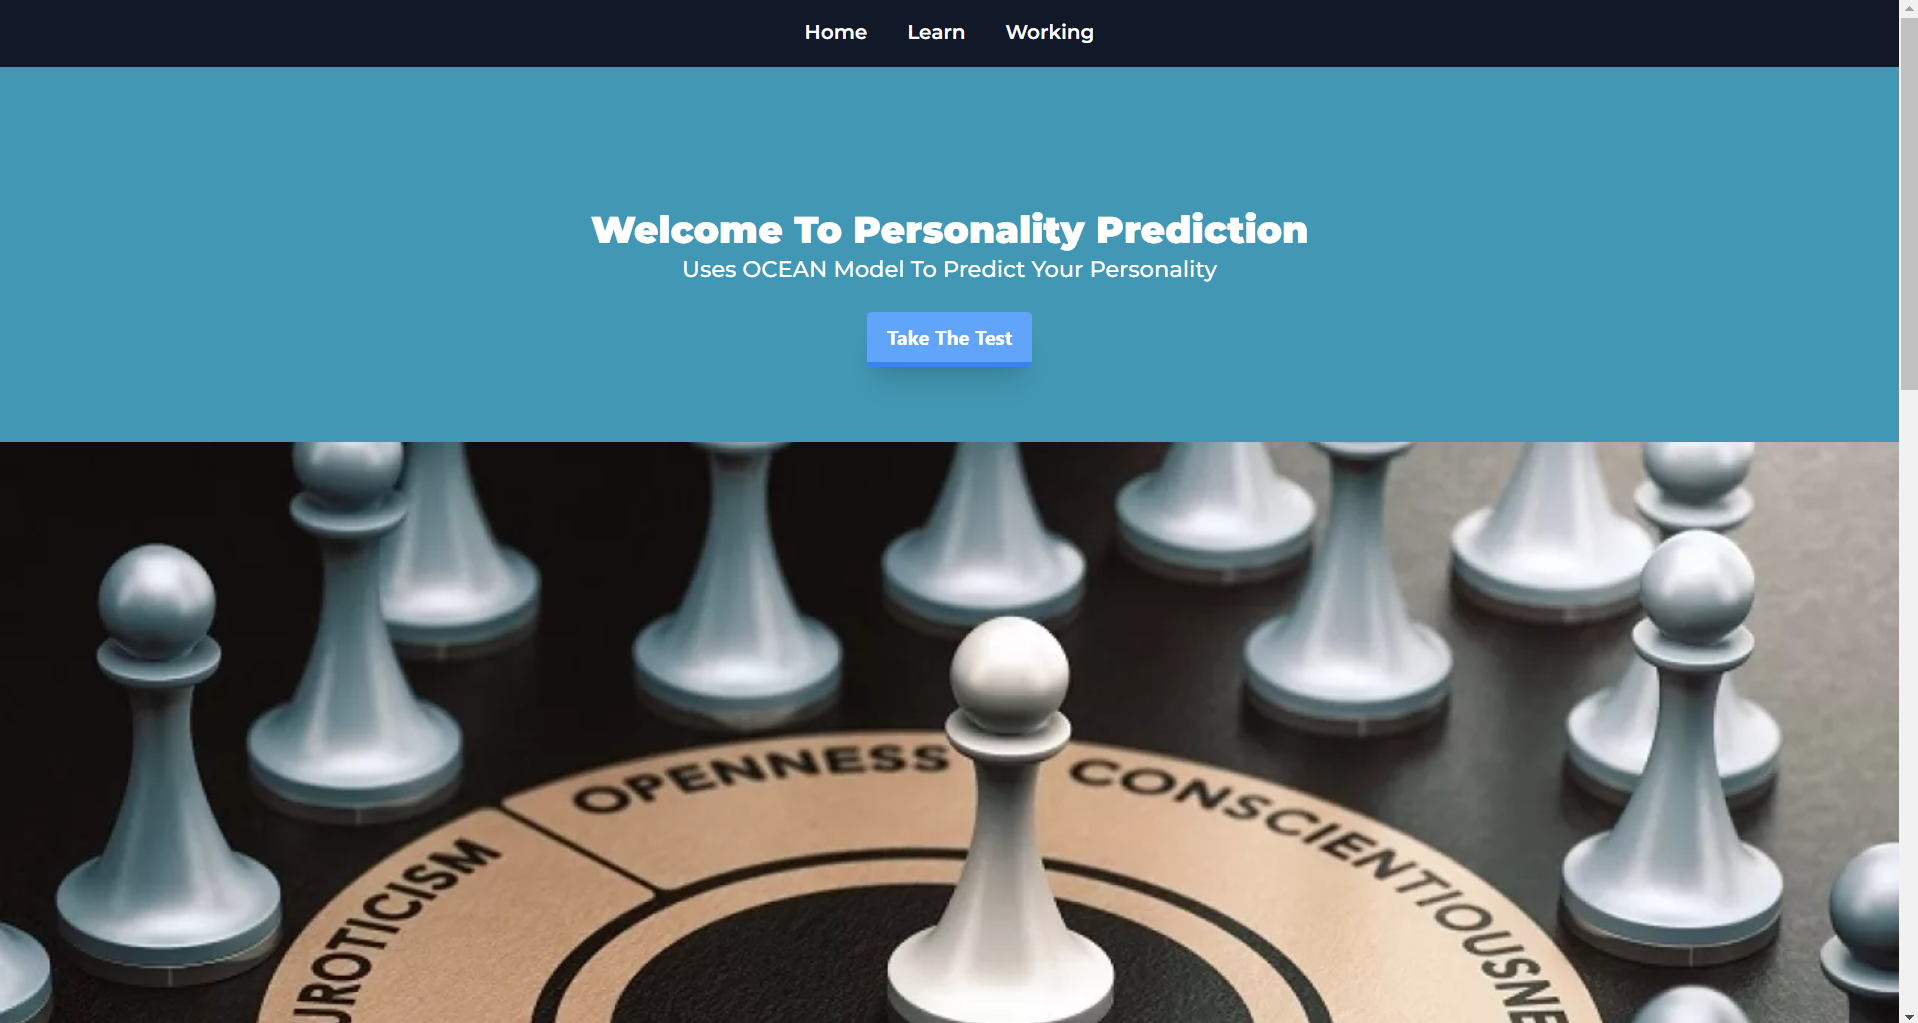 Home Learn Working
Welcome To Personality Prediction
Uses OCEAN Model To Predict Your Personality
Take The Test
OPENNESS
CONSCIENTIOUSNE
UROTICISM